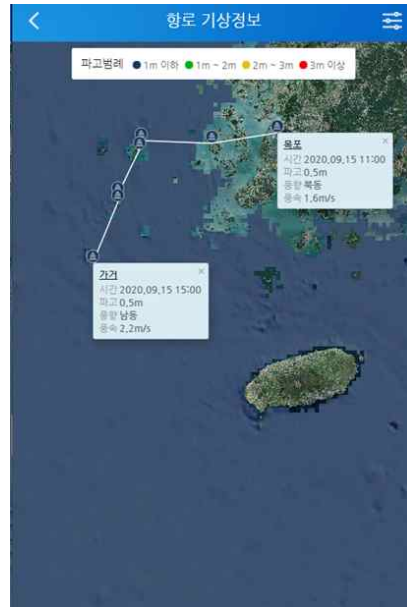 항로 기상정보
파고범례 1m 이하 1m ~ 2m 2m ~ 3m 3m 이상
목포
시간 2020.09.15 11:00
파고 0.5m
풍향 북동
풍속 1.6m/s
가거
시간 2020.09.15 15:00
파고 0.5m
풍향 남동
풍속 2.2m/s